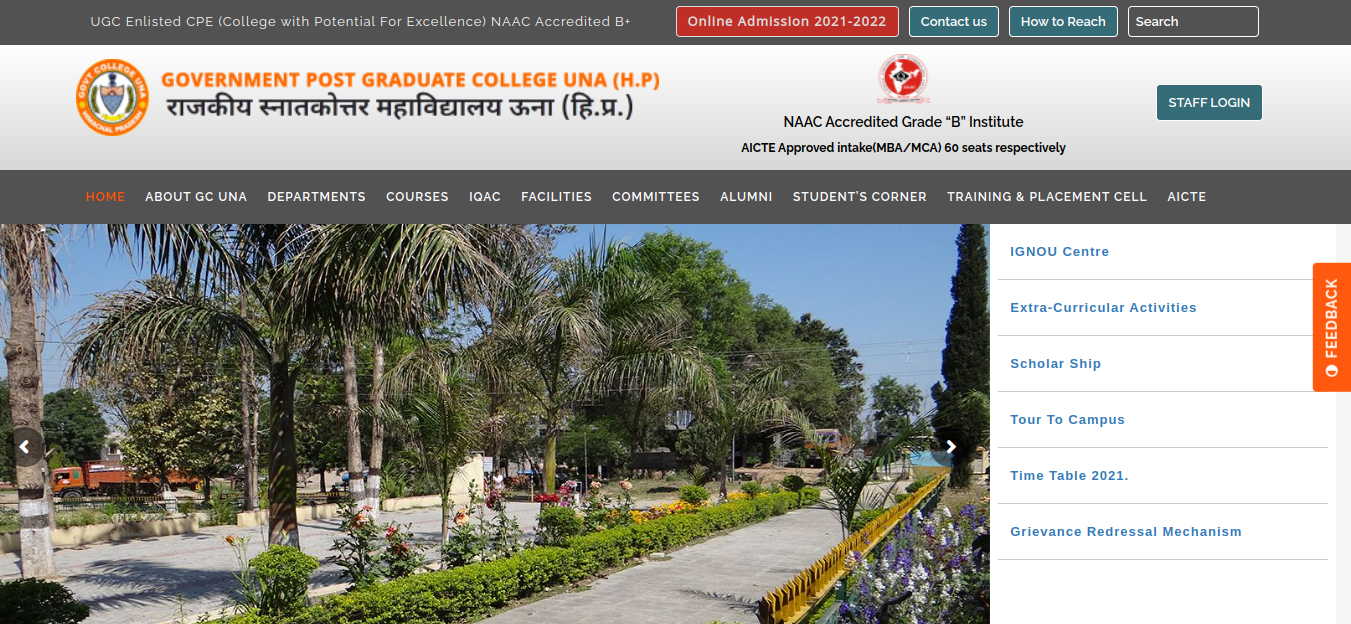 UGC Enlisted CPE (College with Potential For Excellence) NAAC Accredited B+
Online Admission 2021-2022
Contact us
How to Reach
Search
GOVT. COLLEGE UNA
HIMACHAL PRADESH
GOVERNMENT POST GRADUATE COLLEGE UNA (H.P)
राजकीय स्नातकोत्तर महाविद्यालय ऊना (हि.प्र.)
NAAC Accredited Grade “B” Institute
AICTE Approved intake(MBA/MCA) 60 seats respectively
STAFF LOGIN
HOME ABOUT GC UNA DEPARTMENTS COURSES IQAC FACILITIES COMMITTEES ALUMNI STUDENT’S CORNER TRAINING & PLACEMENT CELL AICTE
IGNOU Centre
Extra-Curricular Activities
Scholar Ship
Tour To Campus
Time Table 2021.
Grievance Redressal Mechanism
FEEDBACK